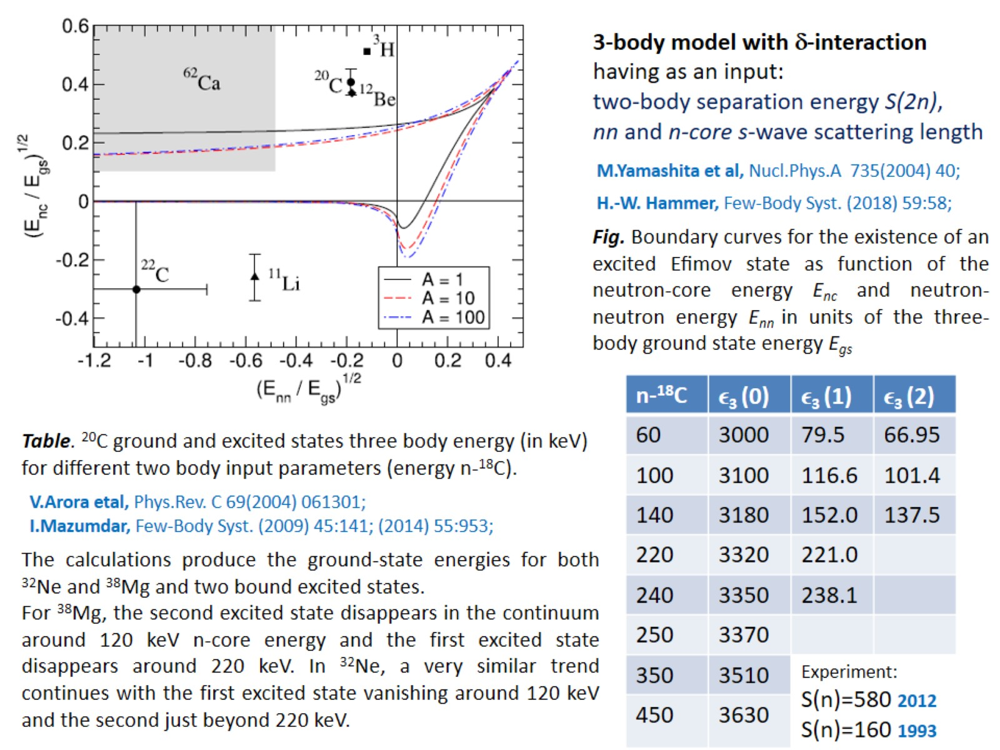 0.6
0.4
0.2
0
-0.2
-0.4
(E_nc / E_gs)^1/2
^62Ca
^3H
^20C
^12Be
^22C
^11Li
A = 1
A = 10
A = 100
-1.2 -1 -0.8 -0.6 -0.4 -0.2 0 0.2 0.4
(E_nn / E_gs)^1/2
3-body model with δ-interaction
having as an input:
two-body separation energy S(2n),
nn and n-core s-wave scattering length
M.Yamashita et al, Nucl.Phys.A 735(2004) 40;
H.-W. Hammer, Few-Body Syst. (2018) 59:58;
Fig. Boundary curves for the existence of an
excited Efimov state as function of the
neutron-core energy E_nc and neutron-
neutron energy E_nn in units of the three-
body ground state energy E_gs
Table. ^20C ground and excited states three body energy (in keV)
for different two body input parameters (energy n-^18C).
V.Arora etal, Phys.Rev. C 69(2004) 061301;
I.Mazumdar, Few-Body Syst. (2009) 45:141; (2014) 55:953;
The calculations produce the ground-state energies for both
^32Ne and ^38Mg and two bound excited states.
For ^38Mg, the second excited state disappears in the continuum
around 120 keV n-core energy and the first excited state
disappears around 220 keV. In ^32Ne, a very similar trend
continues with the first excited state vanishing around 120 keV
and the second just beyond 220 keV.
n-^18C ϵ_3 (0) ϵ_3 (1) ϵ_3 (2)
60 3000 79.5 66.95
100 3100 116.6 101.4
140 3180 152.0 137.5
220 3320 221.0
240 3350 238.1
250 3370
350 3510
450 3630
Experiment:
S(n)=580 2012
S(n)=160 1993